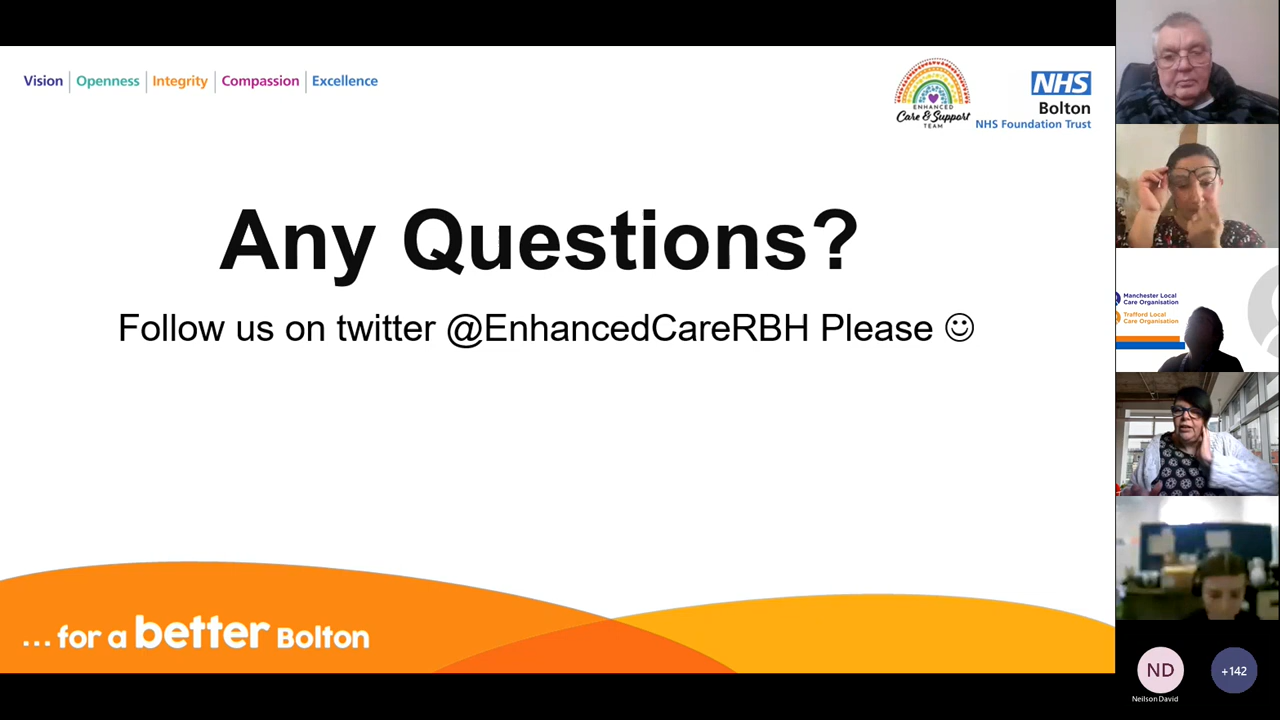 Vision | Openness | Integrity | Compassion | Excellence
ENHANCED
Care & Support
TEAM
NHS
Bolton
NHS Foundation Trust
Any Questions?
Follow us on twitter @EnhancedCareRBH Please ☺
...for a better Bolton
Manchester Local
Care Organisation
Trafford Local
Care Organisation
ND
Neilson David
+142